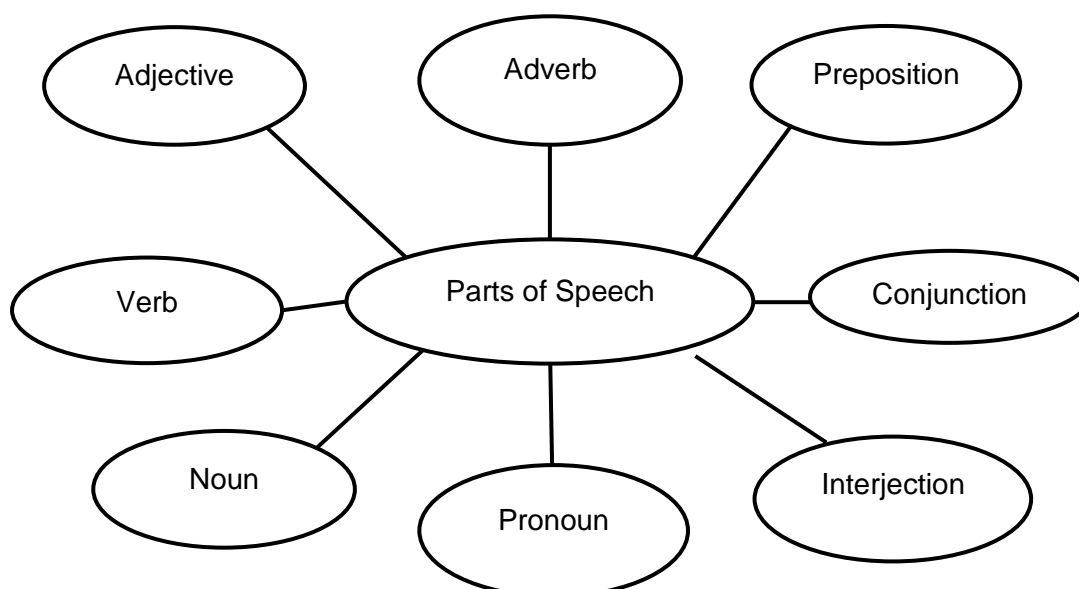 Adjective
Adverb
Preposition
Verb
Parts of Speech
Conjunction
Noun
Pronoun
Interjection